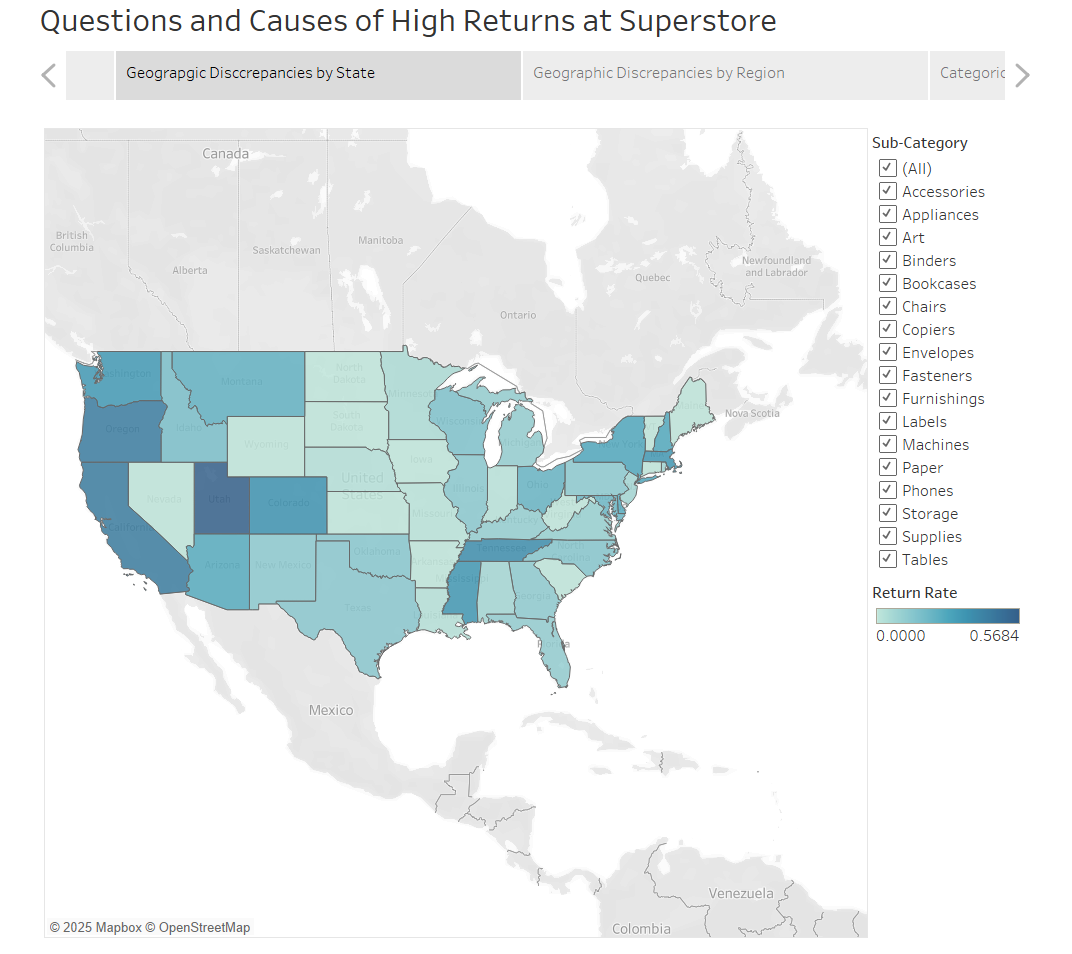 Questions and Causes of High Returns at Superstore
Geograpgic Disccrepancies by State
Geographic Discrepancies by Region
Categoric
Canada
British
Columbia
Alberta
Saskatchewan
Manitoba
Ontario
Quebec
Newfoundland
and Labrador
Nova Scotia
Montana
North
Dakota
Minnesota
Oregon
Idaho
South
Dakota
Wisconsin
Michigan
New York
Wyoming
Iowa
Nevada
Utah
Colorado
United
States
Illinois
Ohio
California
Missouri
Kentucky
Arizona
New Mexico
Oklahoma
Arkansas
Tennessee
North
Carolina
Mississippi
Georgia
Texas
Florida
Mexico
Venezuela
Colombia
© 2025 Mapbox © OpenStreetMap
Sub-Category
(All)
Accessories
Appliances
Art
Binders
Bookcases
Chairs
Copiers
Envelopes
Fasteners
Furnishings
Labels
Machines
Paper
Phones
Storage
Supplies
Tables
Return Rate
0.0000 0.5684